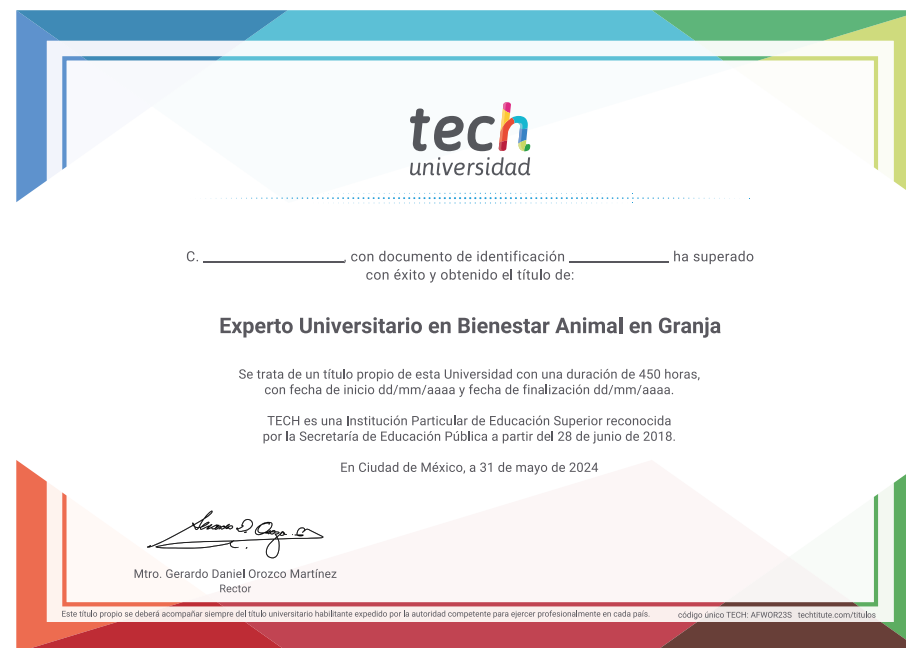 tech
universidad
C. ____________________, con documento de identificación ______________ ha superado
con éxito y obtenido el título de:
Experto Universitario en Bienestar Animal en Granja
Se trata de un título propio de esta Universidad con una duración de 450 horas,
con fecha de inicio dd/mm/aaaa y fecha de finalización dd/mm/aaaa.
TECH es una Institución Particular de Educación Superior reconocida
por la Secretaría de Educación Pública a partir del 28 de junio de 2018.
En Ciudad de México, a 31 de mayo de 2024
Mtro. Gerardo Daniel Orozco Martínez
Rector
Este título propio se deberá acompañar siempre del título universitario habilitante expedido por la autoridad competente para ejercer profesionalmente en cada país. código único TECH: AFWOR23S techtitute.com/titulos